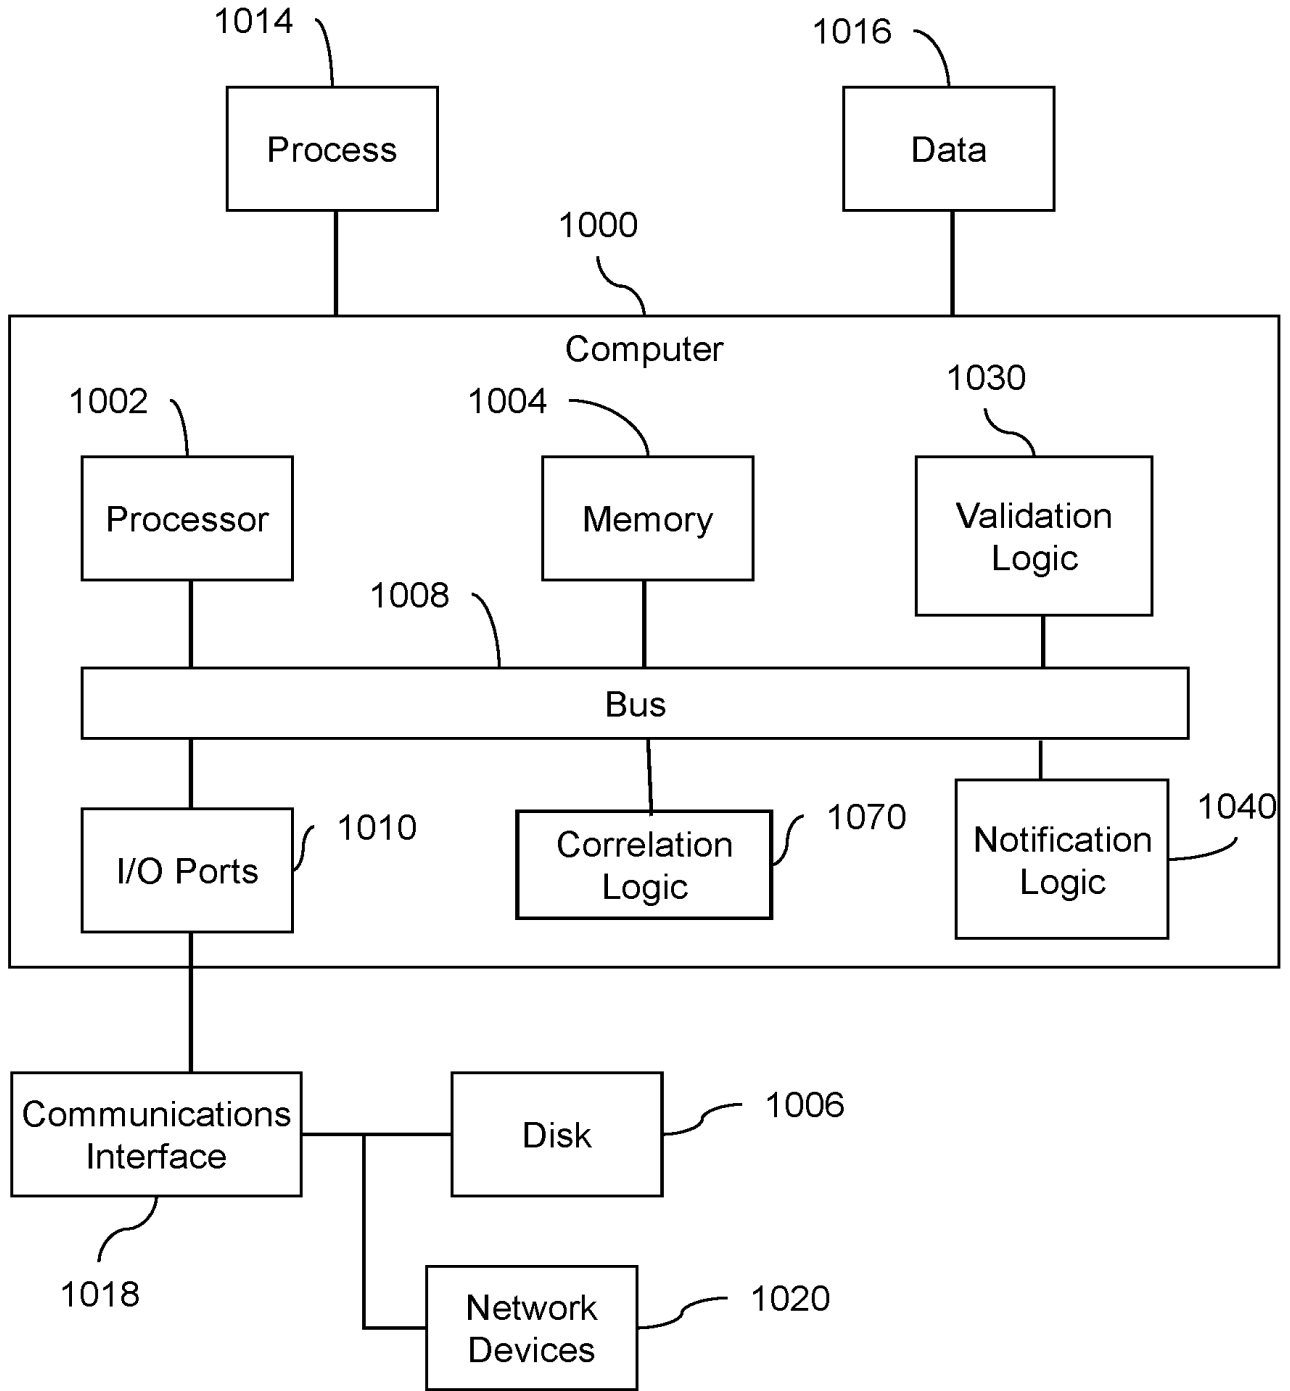 1014
1016
Process
Data
1000
Computer
1002
1004
1030
Processor
Memory
Validation
Logic
1008
Bus
I/O Ports
1010
Correlation
Logic
1070
Notification
Logic
1040
Communications
Interface
Disk
1006
1018
Network
Devices
1020